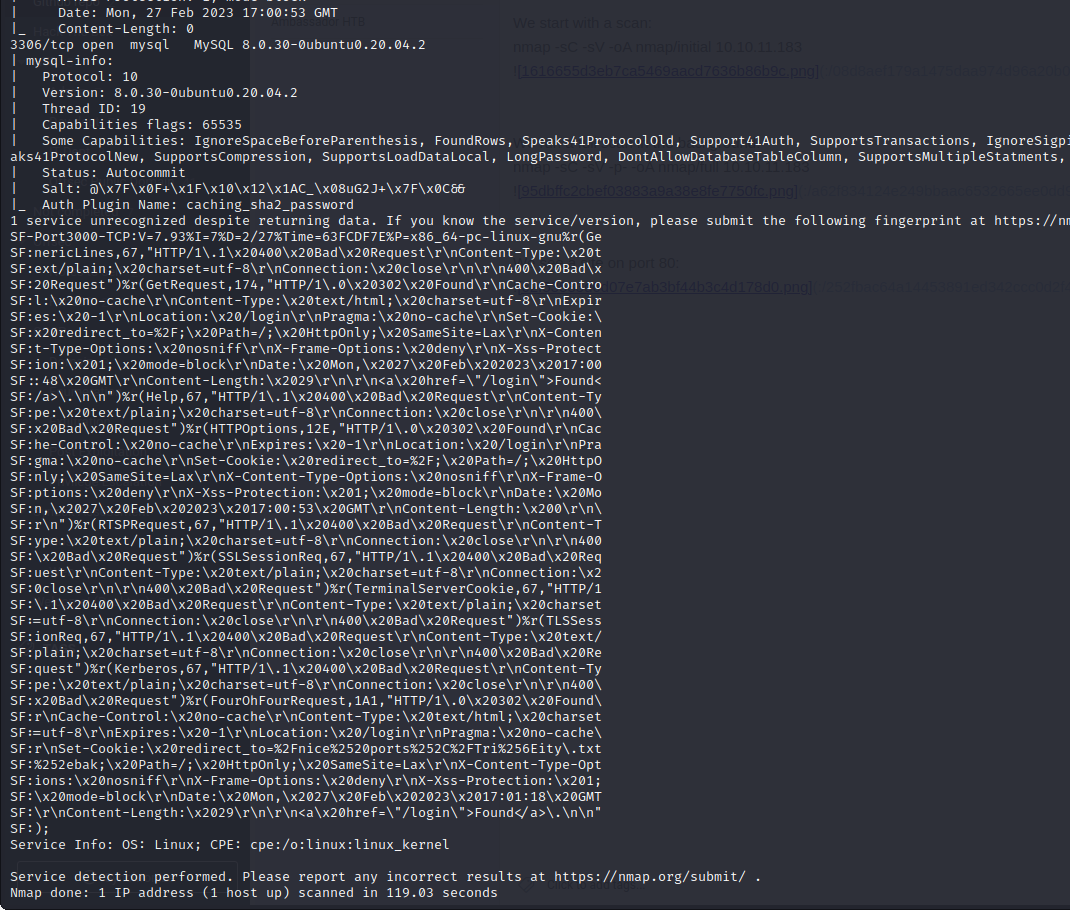 |     Date: Mon, 27 Feb 2023 17:00:53 GMT
|_    Content-Length: 0
3306/tcp open  mysql   MySQL 8.0.30-0ubuntu0.20.04.2
| mysql-info:
|   Protocol: 10
|   Version: 8.0.30-0ubuntu0.20.04.2
|   Thread ID: 19
|   Capabilities flags: 65535
|   Some Capabilities: IgnoreSpaceBeforeParenthesis, FoundRows, Speaks41ProtocolOld, Support41Auth, SupportsTransactions, IgnoreSigpi
aks41ProtocolNew, SupportsCompression, SupportsLoadDataLocal, LongPassword, DontAllowDatabaseTableColumn, SupportsMultipleStatments,
|   Status: Autocommit
|   Salt: @\x7F\x0F+\x1F\x10\x12\x1AC_\x08uG2J+\x7F\x0C&&
|_  Auth Plugin Name: caching_sha2_password
1 service unrecognized despite returning data. If you know the service/version, please submit the following fingerprint at https://nm
SF-Port3000-TCP:V=7.93%I=7%D=2/27%Time=63FCDF7E%P=x86_64-pc-linux-gnu%r(Ge
SF:nericLines,67,"HTTP/1\.1\x20400\x20Bad\x20Request\r\nContent-Type:\x20t
SF:ext/plain;\x20charset=utf-8\r\nConnection:\x20close\r\n\r\n400\x20Bad\x
SF:20Request")%r(GetRequest,174,"HTTP/1\.0\x20302\x20Found\r\nCache-Contro
SF:l:\x20no-cache\r\nContent-Type:\x20text/html;\x20charset=utf-8\r\nExpir
SF:es:\x20-1\r\nLocation:\x20/login\r\nPragma:\x20no-cache\r\nSet-Cookie:\
SF:x20redirect_to=%2F;\x20Path=/;\x20HttpOnly;\x20SameSite=Lax\r\nX-Conten
SF:t-Type-Options:\x20nosniff\r\nX-Frame-Options:\x20deny\r\nX-Xss-Protect
SF:ion:\x201;\x20mode=block\r\nDate:\x20Mon,\x2027\x20Feb\x202023\x2017:00
SF::48\x20GMT\r\nContent-Length:\x2029\r\n\r\n<a\x20href=\"/login\">Found<
SF:/a>\.\n\n")%r(Help,67,"HTTP/1\.1\x20400\x20Bad\x20Request\r\nContent-Ty
SF:pe:\x20text/plain;\x20charset=utf-8\r\nConnection:\x20close\r\n\r\n400\
SF:x20Bad\x20Request")%r(HTTPOptions,12E,"HTTP/1\.0\x20302\x20Found\r\nCac
SF:he-Control:\x20no-cache\r\nExpires:\x20-1\r\nLocation:\x20/login\r\nPra
SF:gma:\x20no-cache\r\nSet-Cookie:\x20redirect_to=%2F;\x20Path=/;\x20HttpO
SF:nly;\x20SameSite=Lax\r\nX-Content-Type-Options:\x20nosniff\r\nX-Frame-O
SF:ptions:\x20deny\r\nX-Xss-Protection:\x201;\x20mode=block\r\nDate:\x20Mo
SF:n,\x2027\x20Feb\x202023\x2017:00:53\x20GMT\r\nContent-Length:\x200\r\n\
SF:r\n")%r(RTSPRequest,67,"HTTP/1\.1\x20400\x20Bad\x20Request\r\nContent-T
SF:ype:\x20text/plain;\x20charset=utf-8\r\nConnection:\x20close\r\n\r\n400
SF:\x20Bad\x20Request")%r(SSLSessionReq,67,"HTTP/1\.1\x20400\x20Bad\x20Req
SF:uest\r\nContent-Type:\x20text/plain;\x20charset=utf-8\r\nConnection:\x2
SF:0close\r\n\r\n400\x20Bad\x20Request")%r(TerminalServerCookie,67,"HTTP/1
SF:\.1\x20400\x20Bad\x20Request\r\nContent-Type:\x20text/plain;\x20charset
SF:=utf-8\r\nConnection:\x20close\r\n\r\n400\x20Bad\x20Request")%r(TLSSess
SF:ionReq,67,"HTTP/1\.1\x20400\x20Bad\x20Request\r\nContent-Type:\x20text/
SF:plain;\x20charset=utf-8\r\nConnection:\x20close\r\n\r\n400\x20Bad\x20Re
SF:quest")%r(Kerberos,67,"HTTP/1\.1\x20400\x20Bad\x20Request\r\nContent-Ty
SF:pe:\x20text/plain;\x20charset=utf-8\r\nConnection:\x20close\r\n\r\n400\
SF:x20Bad\x20Request")%r(FourOhFourRequest,1A1,"HTTP/1\.0\x20302\x20Found\
SF:r\nCache-Control:\x20no-cache\r\nContent-Type:\x20text/html;\x20charset
SF:=utf-8\r\nExpires:\x20-1\r\nLocation:\x20/login\r\nPragma:\x20no-cache\
SF:r\nSet-Cookie:\x20redirect_to=%2Fnice%2520ports%252C%2FTri%256Eity\.txt
SF:%252ebak;\x20Path=/;\x20HttpOnly;\x20SameSite=Lax\r\nX-Content-Type-Opt
SF:ions:\x20nosniff\r\nX-Frame-Options:\x20deny\r\nX-Xss-Protection:\x201;
SF:\x20mode=block\r\nDate:\x20Mon,\x2027\x20Feb\x202023\x2017:01:18\x20GMT
SF:\r\nContent-Length:\x2029\r\n\r\n<a\x20href=\"/login\">Found</a>\.\n\n"
SF:);
Service Info: OS: Linux; CPE: cpe:/o:linux:linux_kernel
Service detection performed. Please report any incorrect results at https://nmap.org/submit/ .
Nmap done: 1 IP address (1 host up) scanned in 119.03 seconds